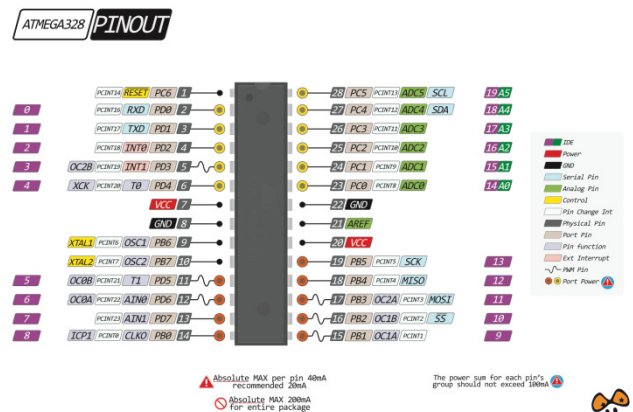 ATMEGA328 PINOUT
PCINT14 RESET PC6 1
0 PCINT16 RXD PD0 2
1 PCINT17 TXD PD1 3
2 PCINT18 INT0 PD2 4
3 OC2B PCINT19 INT1 PD3 5
4 XCK PCINT20 T0 PD4 6
VCC 7
GND 8
XTAL1 PCINT6 OSC1 PB6 9
XTAL2 PCINT7 OSC2 PB7 10
5 OC0B PCINT21 T1 PD5 11
6 OC0A PCINT22 AIN0 PD6 12
7 PCINT23 AIN1 PD7 13
8 ICP1 PCINT0 CLKO PB0 14
28 PC5 PCINT13 ADC5 SCL 19 A5
27 PC4 PCINT12 ADC4 SDA 18 A4
26 PC3 PCINT11 ADC3 17 A3
25 PC2 PCINT10 ADC2 16 A2
24 PC1 PCINT9 ADC1 15 A1
23 PC0 PCINT8 ADC0 14 A0
22 GND
21 AREF
20 VCC
19 PB5 PCINT5 SCK 13
18 PB4 PCINT4 MISO 12
17 PB3 OC2A PCINT3 MOSI 11
16 PB2 OC1B PCINT2 SS 10
15 PB1 OC1A PCINT1 9
IDE
Power
GND
Serial Pin
Analog Pin
Control
Pin Change Int
Physical Pin
Port Pin
Pin function
Ext Interrupt
PWM Pin
Port Power
Absolute MAX per pin 40mA
recommended 20mA
Absolute MAX 200mA
for entire package
The power sum for each pin's
group should not exceed 100mA